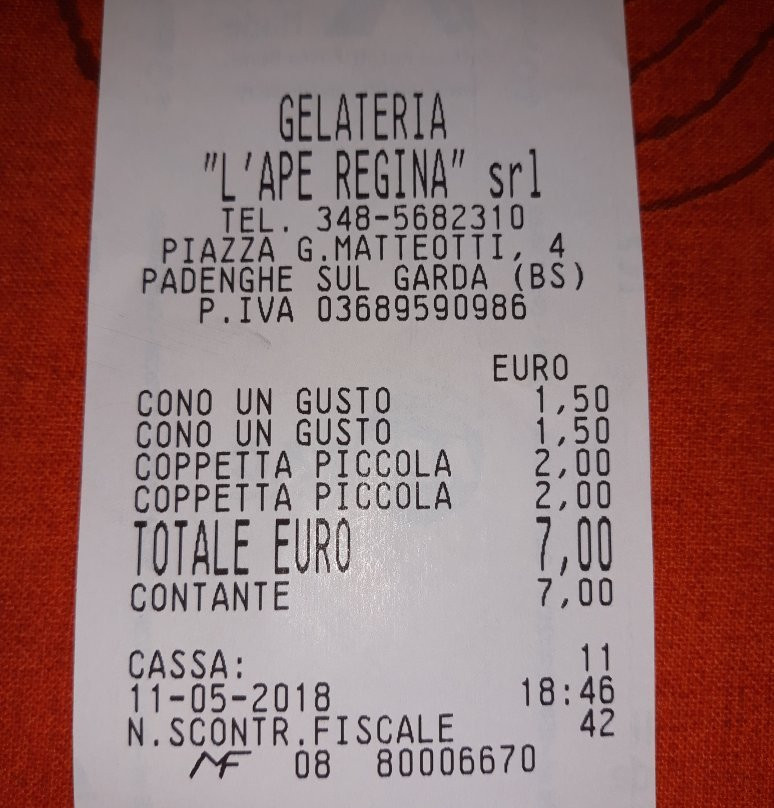 GELATERIA
"L'APE REGINA" srl
TEL. 348-5682310
PIAZZA G.MATTEOTTI, 4
PADENGHE SUL GARDA (BS)
P.IVA 03689590986
EURO
CONO UN GUSTO 1,50
CONO UN GUSTO 1,50
COPPETTA PICCOLA 2,00
COPPETTA PICCOLA 2,00
TOTALE EURO 7,00
CONTANTE 7,00
CASSA: 11
11-05-2018 18:46
N.SCONTR.FISCALE 42
MF 08 80006670